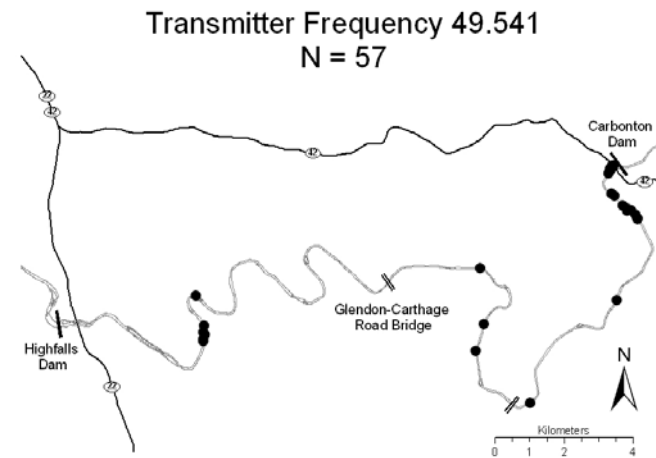 Transmitter Frequency 49.541
N = 57
22
42
42
Carbonton
Dam
42
Glendon-Carthage
Road Bridge
Highfalls
Dam
22
N
Kilometers
0 1 2 4